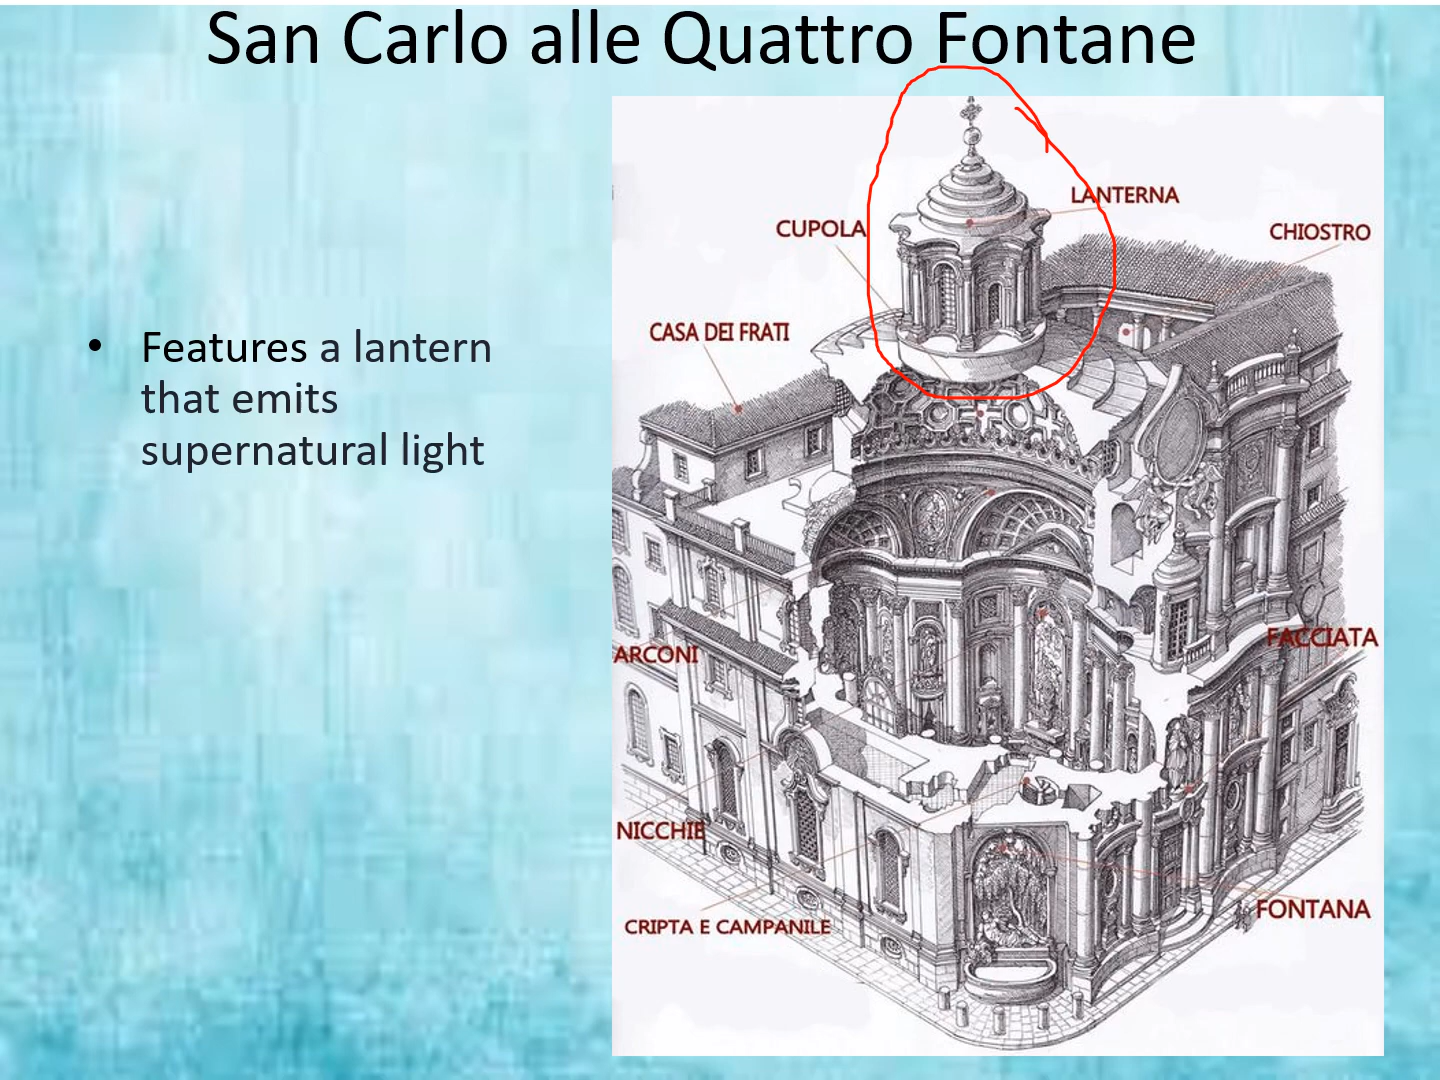 San Carlo alle Quattro Fontane
• Features a lantern
that emits
supernatural light
LANTERNA
CUPOLA
CHIOSTRO
CASA DEI FRATI
FACCIATA
ARCONI
NICCHIE
FONTANA
CRIPTA E CAMPANILE